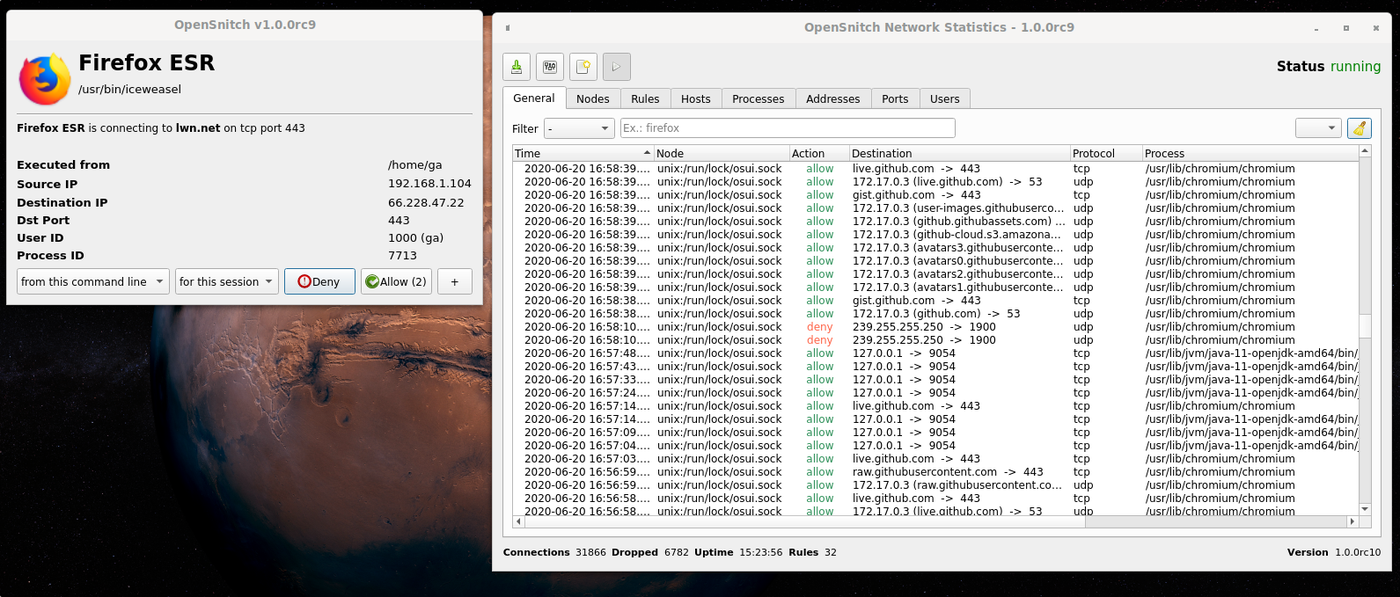 OpenSnitch v1.0.0rc9
Firefox ESR
/usr/bin/iceweasel
Firefox ESR is connecting to lwn.net on tcp port 443
Executed from /home/ga
Source IP 192.168.1.104
Destination IP 66.228.47.22
Dst Port 443
User ID 1000 (ga)
Process ID 7713
from this command line for this session Deny Allow (2) +
OpenSnitch Network Statistics - 1.0.0rc9
Status running
General Nodes Rules Hosts Processes Addresses Ports Users
Filter - Ex.: firefox
Time Node Action Destination Protocol Process
2020-06-20 16:58:39.... unix:/run/lock/osui.sock allow live.github.com -> 443 tcp /usr/lib/chromium/chromium
2020-06-20 16:58:39.... unix:/run/lock/osui.sock allow 172.17.0.3 (live.github.com) -> 53 udp /usr/lib/chromium/chromium
2020-06-20 16:58:39.... unix:/run/lock/osui.sock allow gist.github.com -> 443 tcp /usr/lib/chromium/chromium
2020-06-20 16:58:39.... unix:/run/lock/osui.sock allow 172.17.0.3 (user-images.githubuserco... udp /usr/lib/chromium/chromium
2020-06-20 16:58:39.... unix:/run/lock/osui.sock allow 172.17.0.3 (github.githubassets.com) ... udp /usr/lib/chromium/chromium
2020-06-20 16:58:39.... unix:/run/lock/osui.sock allow 172.17.0.3 (github-cloud.s3.amazona... udp /usr/lib/chromium/chromium
2020-06-20 16:58:39.... unix:/run/lock/osui.sock allow 172.17.0.3 (avatars3.githubuserconte... udp /usr/lib/chromium/chromium
2020-06-20 16:58:39.... unix:/run/lock/osui.sock allow 172.17.0.3 (avatars0.githubuserconte... udp /usr/lib/chromium/chromium
2020-06-20 16:58:39.... unix:/run/lock/osui.sock allow 172.17.0.3 (avatars2.githubuserconte... udp /usr/lib/chromium/chromium
2020-06-20 16:58:39.... unix:/run/lock/osui.sock allow 172.17.0.3 (avatars1.githubuserconte... udp /usr/lib/chromium/chromium
2020-06-20 16:58:38.... unix:/run/lock/osui.sock allow gist.github.com -> 443 tcp /usr/lib/chromium/chromium
2020-06-20 16:58:38.... unix:/run/lock/osui.sock allow 172.17.0.3 (github.com) -> 53 udp /usr/lib/chromium/chromium
2020-06-20 16:58:10.... unix:/run/lock/osui.sock deny 239.255.255.250 -> 1900 udp /usr/lib/chromium/chromium
2020-06-20 16:58:10.... unix:/run/lock/osui.sock deny 239.255.255.250 -> 1900 udp /usr/lib/chromium/chromium
2020-06-20 16:57:48.... unix:/run/lock/osui.sock allow 127.0.0.1 -> 9054 tcp /usr/lib/jvm/java-11-openjdk-amd64/bin/
2020-06-20 16:57:43.... unix:/run/lock/osui.sock allow 127.0.0.1 -> 9054 tcp /usr/lib/jvm/java-11-openjdk-amd64/bin/
2020-06-20 16:57:33.... unix:/run/lock/osui.sock allow 127.0.0.1 -> 9054 tcp /usr/lib/jvm/java-11-openjdk-amd64/bin/
2020-06-20 16:57:24.... unix:/run/lock/osui.sock allow 127.0.0.1 -> 9054 tcp /usr/lib/jvm/java-11-openjdk-amd64/bin/
2020-06-20 16:57:14.... unix:/run/lock/osui.sock allow live.github.com -> 443 tcp /usr/lib/chromium/chromium
2020-06-20 16:57:14.... unix:/run/lock/osui.sock allow 127.0.0.1 -> 9054 tcp /usr/lib/jvm/java-11-openjdk-amd64/bin/
2020-06-20 16:57:09.... unix:/run/lock/osui.sock allow 127.0.0.1 -> 9054 tcp /usr/lib/jvm/java-11-openjdk-amd64/bin/
2020-06-20 16:57:04.... unix:/run/lock/osui.sock allow 127.0.0.1 -> 9054 tcp /usr/lib/jvm/java-11-openjdk-amd64/bin/
2020-06-20 16:57:03.... unix:/run/lock/osui.sock allow live.github.com -> 443 tcp /usr/lib/chromium/chromium
2020-06-20 16:56:59.... unix:/run/lock/osui.sock allow raw.githubusercontent.com -> 443 tcp /usr/lib/chromium/chromium
2020-06-20 16:56:59.... unix:/run/lock/osui.sock allow 172.17.0.3 (raw.githubusercontent.co... udp /usr/lib/chromium/chromium
2020-06-20 16:56:58.... unix:/run/lock/osui.sock allow live.github.com -> 443 tcp /usr/lib/chromium/chromium
2020-06-20 16:56:58.... unix:/run/lock/osui.sock allow 172.17.0.3 (live.github.com) -> 53 udp /usr/lib/chromium/chromium
Connections 31866 Dropped 6782 Uptime 15:23:56 Rules 32 Version 1.0.0rc10